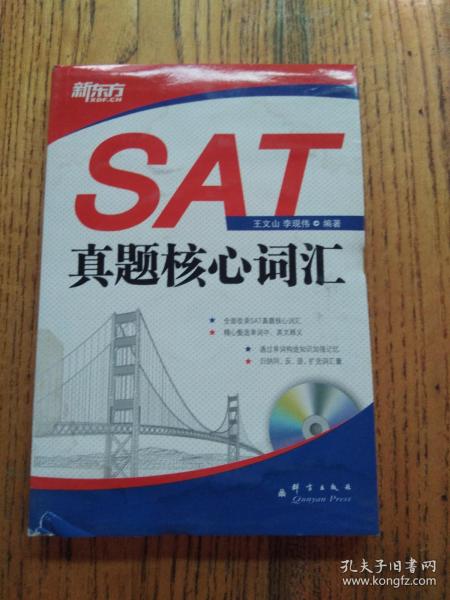 新东方
XDF.CN
SAT
王文山 李现伟 编著
真题核心词汇
★ 全面收录SAT真题核心词汇
★ 精心甄选单词中、英文释义
★ 通过单词构造知识加强记忆
★ 归纳同、反、派，扩充词汇量
群言出版社
Qunyan Press
孔夫子旧书网
www.kongfz.com